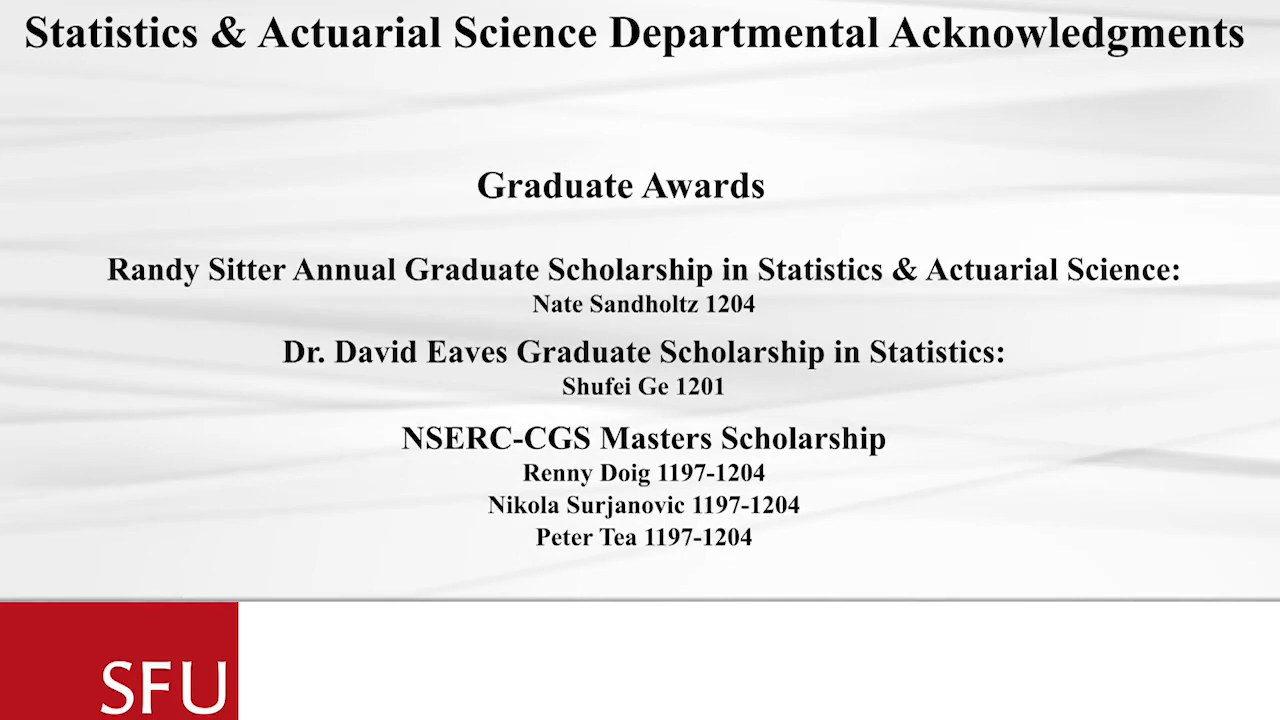 Statistics & Actuarial Science Departmental Acknowledgments
Graduate Awards
Randy Sitter Annual Graduate Scholarship in Statistics & Actuarial Science:
Nate Sandholtz 1204
Dr. David Eaves Graduate Scholarship in Statistics:
Shufei Ge 1201
NSERC-CGS Masters Scholarship
Renny Doig 1197-1204
Nikola Surjanovic 1197-1204
Peter Tea 1197-1204
SFU